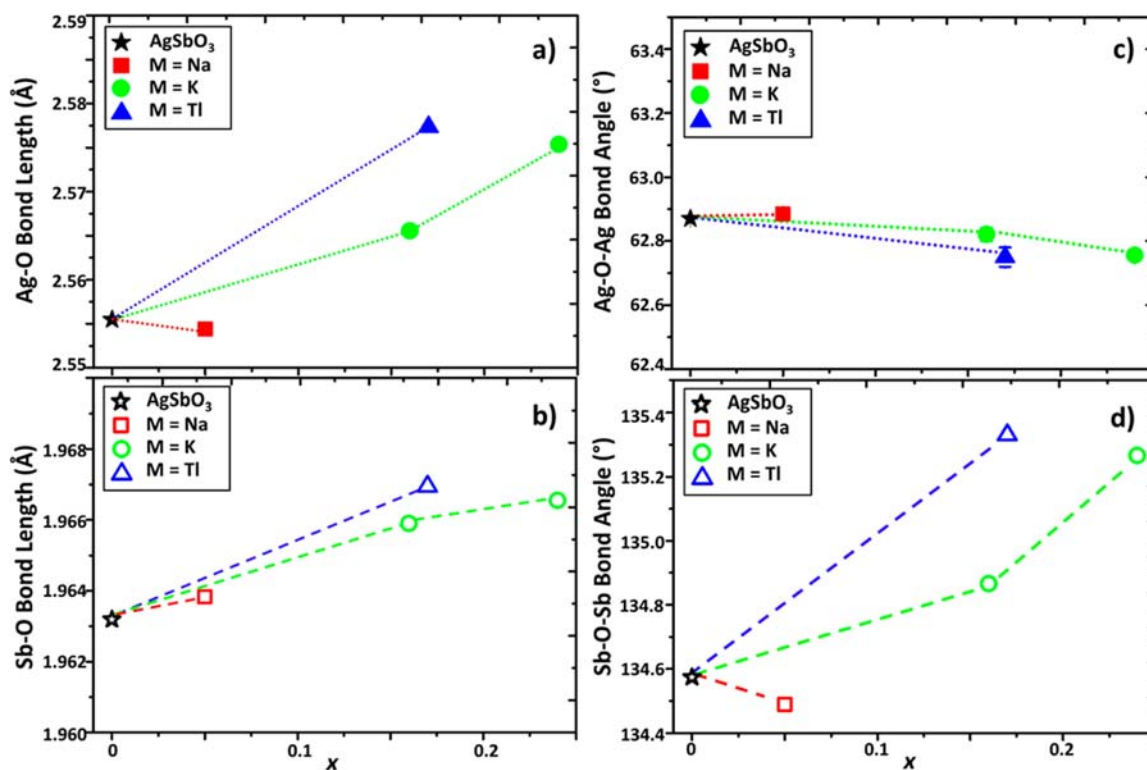 a)
AgSbO₃
M = Na
M = K
M = Tl
Ag-O Bond Length (Å)
2.59
2.58
2.57
2.56
2.55
c)
AgSbO₃
M = Na
M = K
M = Tl
Ag-O-Ag Bond Angle (°)
63.4
63.2
63.0
62.8
62.6
62.4
b)
AgSbO₃
M = Na
M = K
M = Tl
Sb-O Bond Length (Å)
1.968
1.966
1.964
1.962
1.960
0 0.1 0.2
x
d)
AgSbO₃
M = Na
M = K
M = Tl
Sb-O-Sb Bond Angle (°)
135.4
135.2
135.0
134.8
134.6
134.4
0 0.1 0.2
x